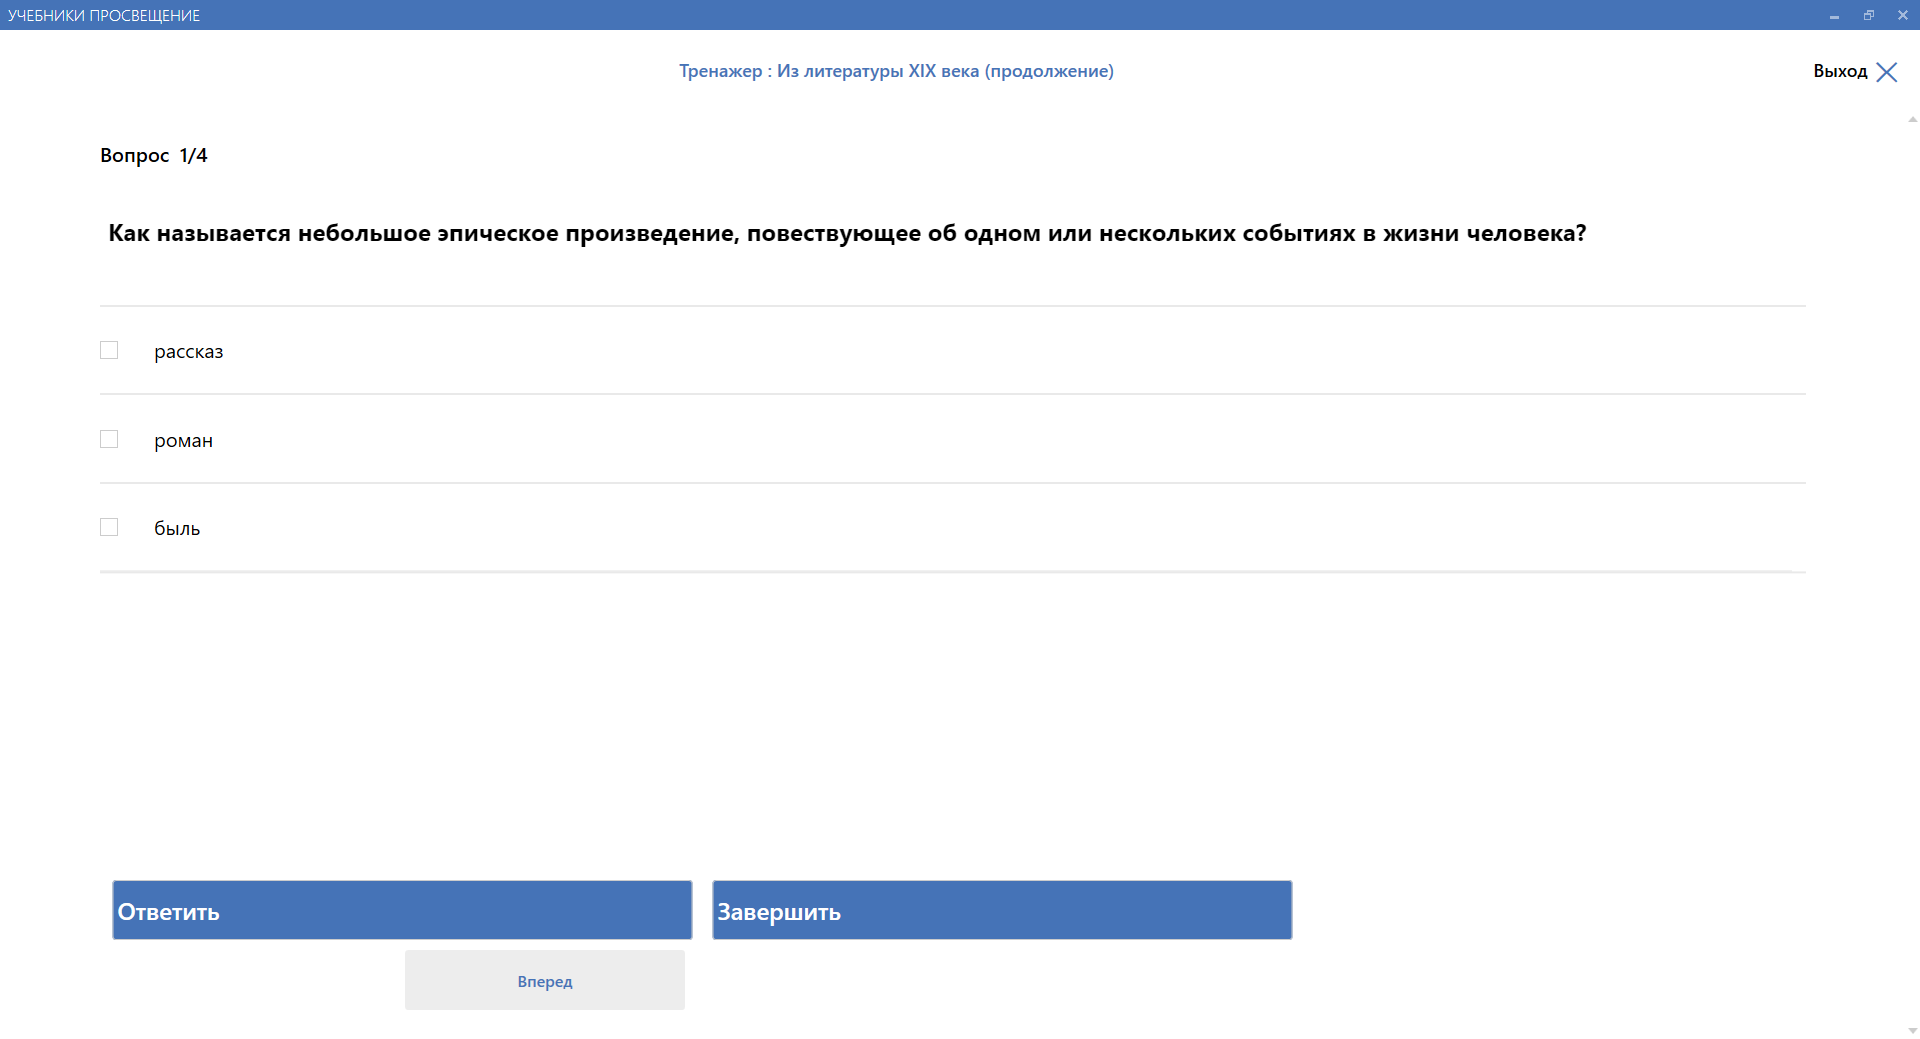 УЧЕБНИКИ ПРОСВЕЩЕНИЕ
Тренажер : Из литературы XIX века (продолжение)
Выход
Вопрос 1/4
Как называется небольшое эпическое произведение, повествующее об одном или нескольких событиях в жизни человека?
рассказ
роман
быль
Ответить
Завершить
Вперед